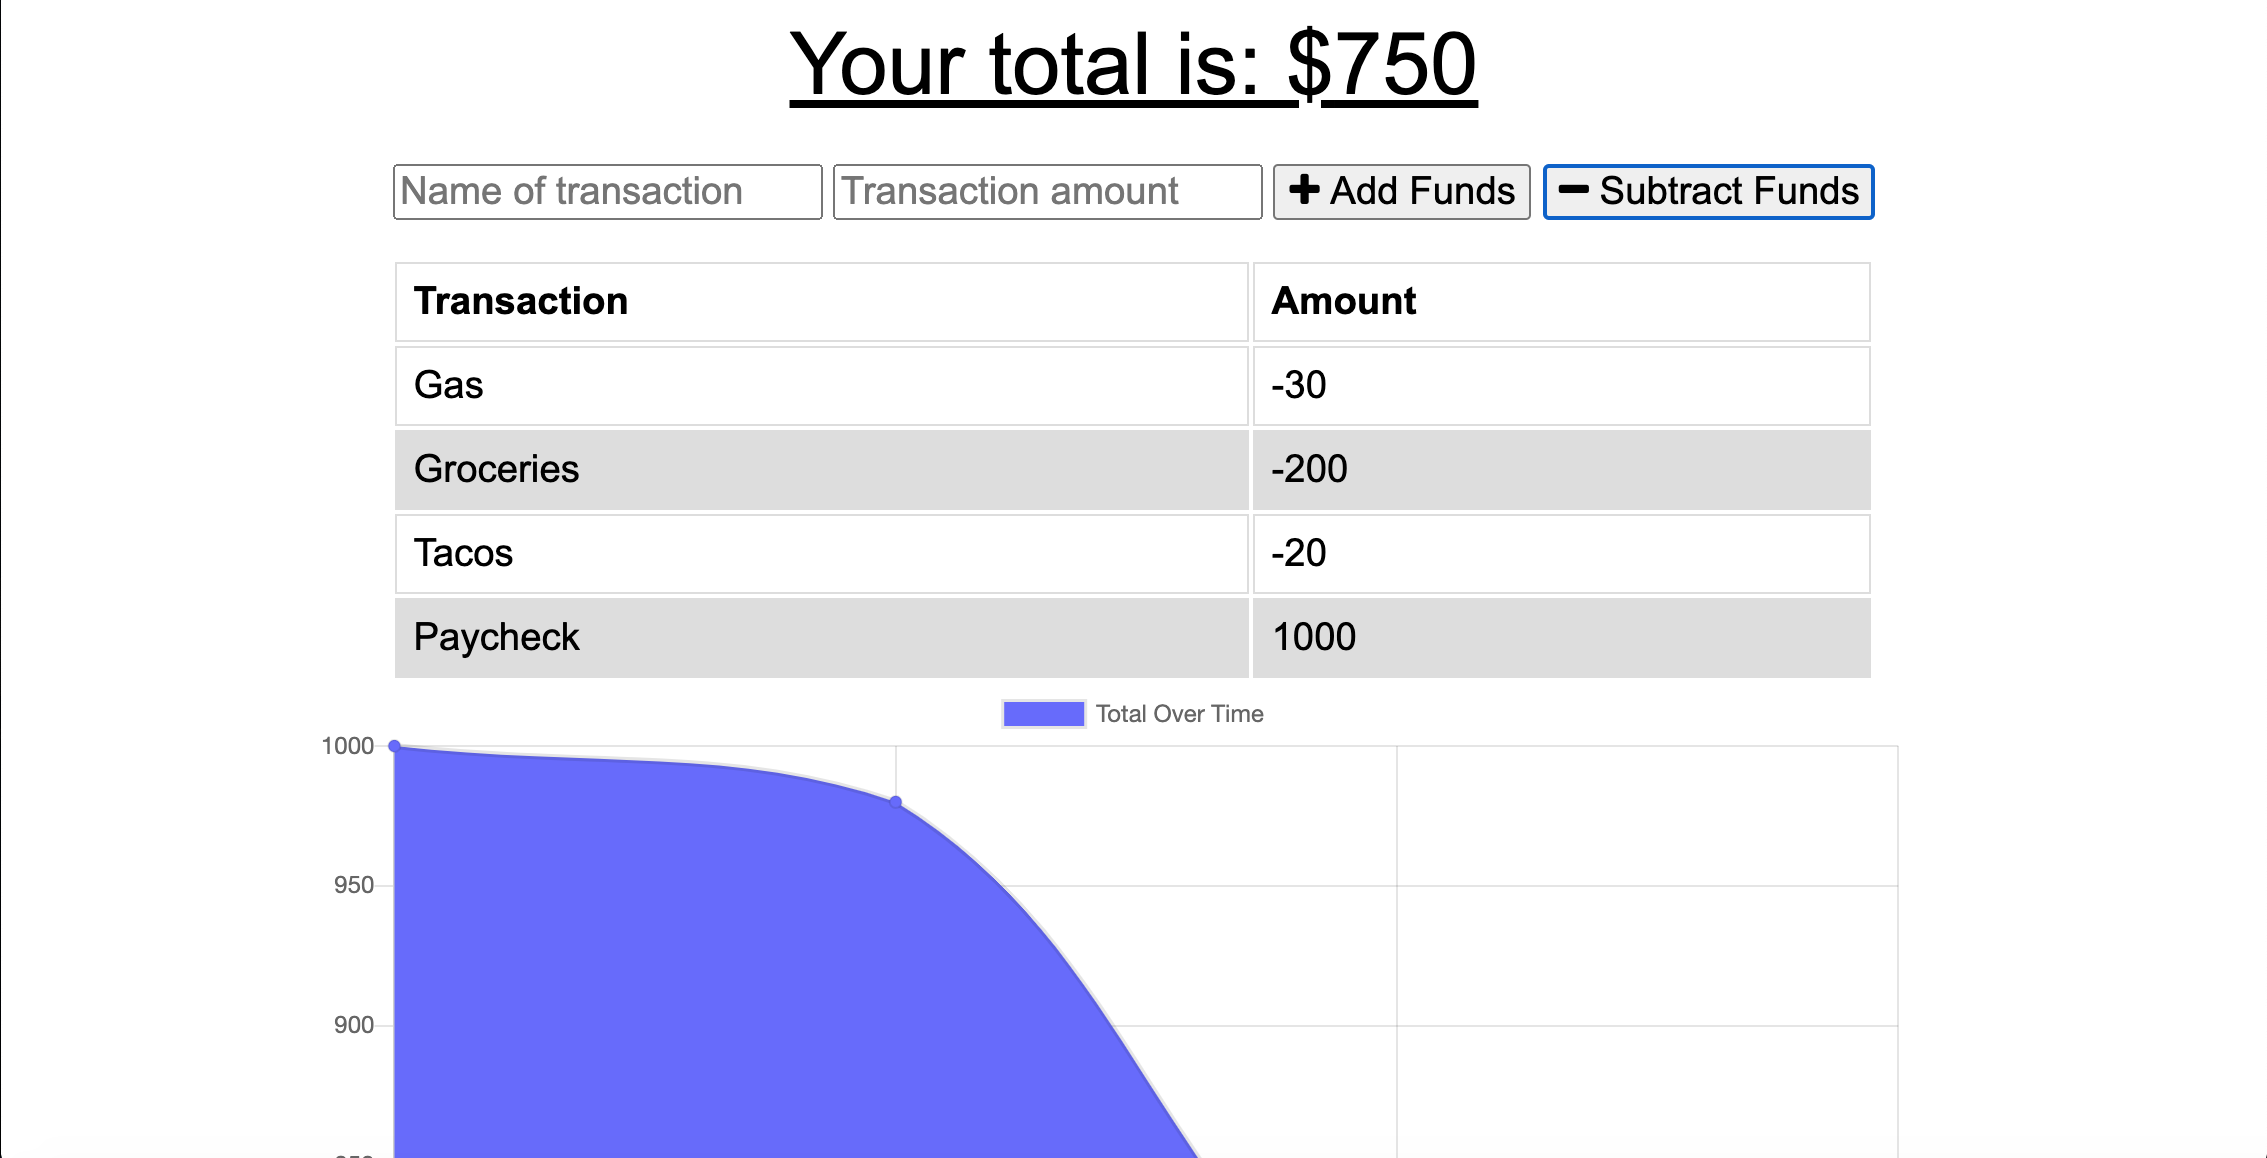 Your total is: $750
Name of transaction Transaction amount Add Funds Subtract Funds
Transaction Amount
Gas -30
Groceries -200
Tacos -20
Paycheck 1000
Total Over Time
1000
950
900